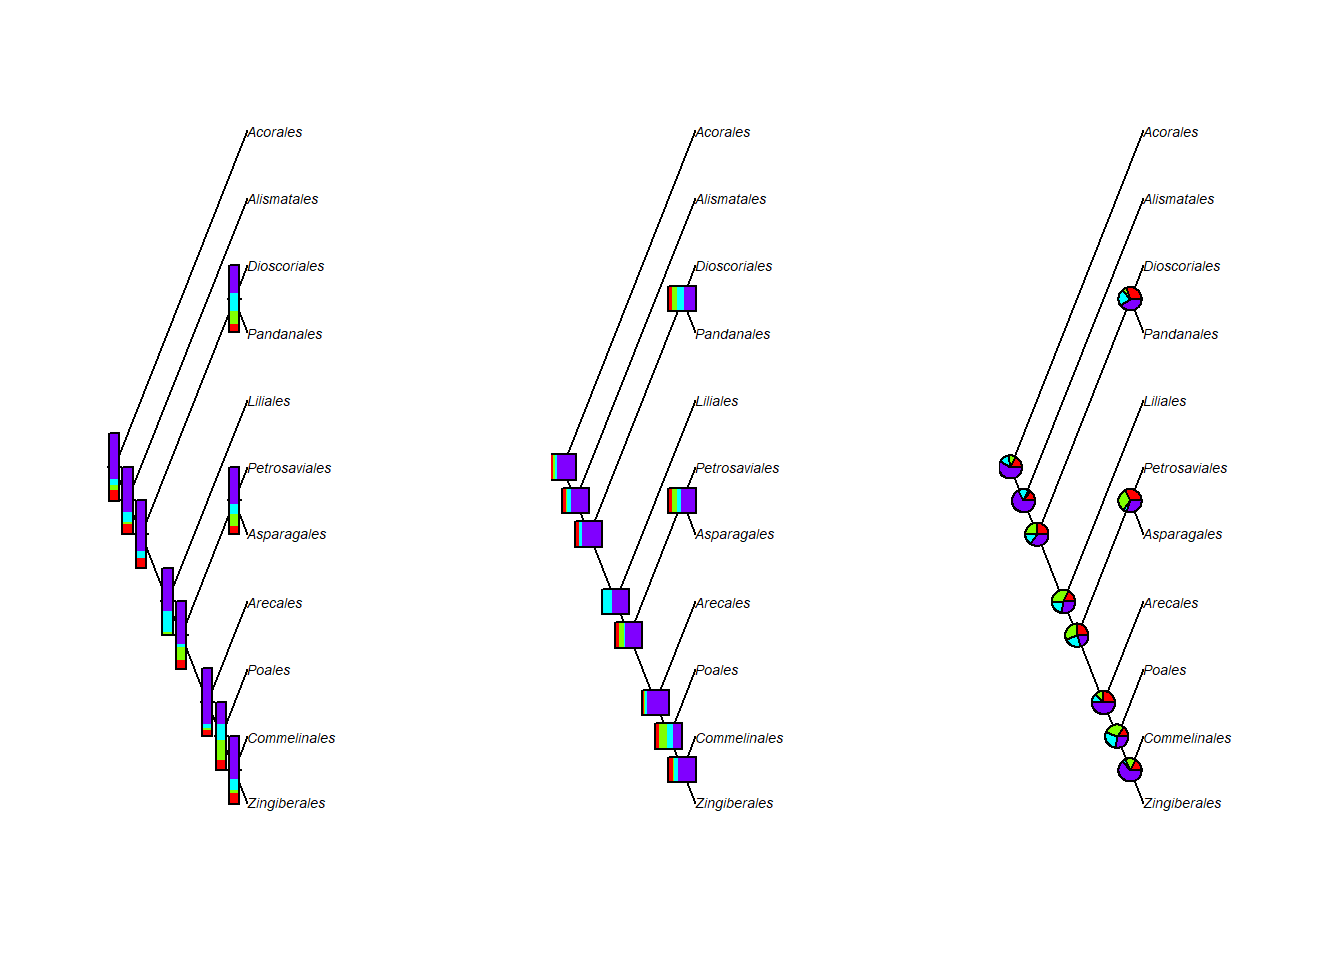 Acorales
Alismatales
Dioscoriales
Pandanales
Liliales
Petrosaviales
Asparagales
Arecales
Poales
Commelinales
Zingiberales
Acorales
Alismatales
Dioscoriales
Pandanales
Liliales
Petrosaviales
Asparagales
Arecales
Poales
Commelinales
Zingiberales
Acorales
Alismatales
Dioscoriales
Pandanales
Liliales
Petrosaviales
Asparagales
Arecales
Poales
Commelinales
Zingiberales